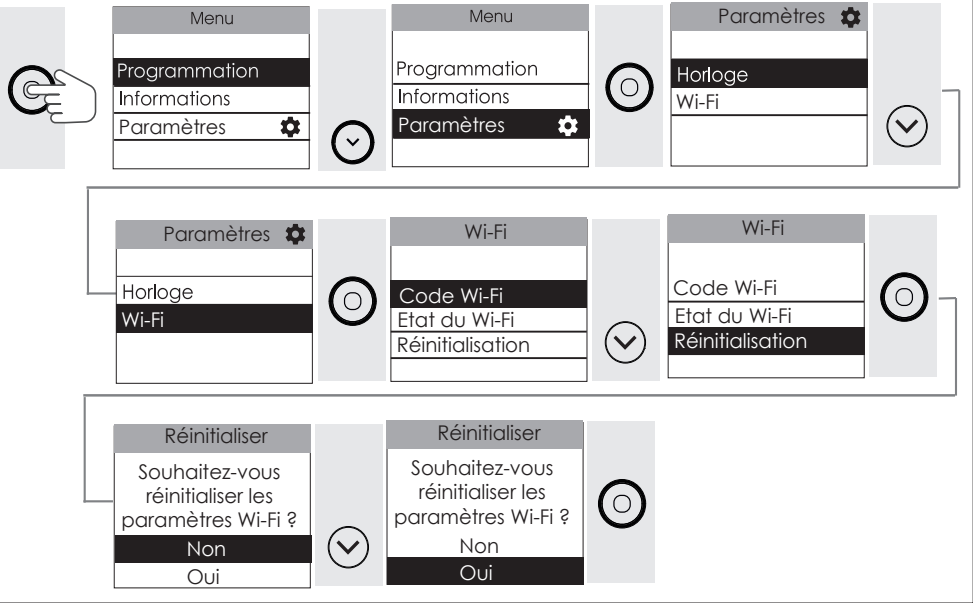 Menu
Programmation
Informations
Paramètres
Menu
Programmation
Informations
Paramètres
Paramètres
Horloge
Wi-Fi
Paramètres
Horloge
Wi-Fi
Wi-Fi
Code Wi-Fi
Etat du Wi-Fi
Réinitialisation
Wi-Fi
Code Wi-Fi
Etat du Wi-Fi
Réinitialisation
Réinitialiser
Souhaitez-vous
réinitialiser les
paramètres Wi-Fi ?
Non
Oui
Réinitialiser
Souhaitez-vous
réinitialiser les
paramètres Wi-Fi ?
Non
Oui